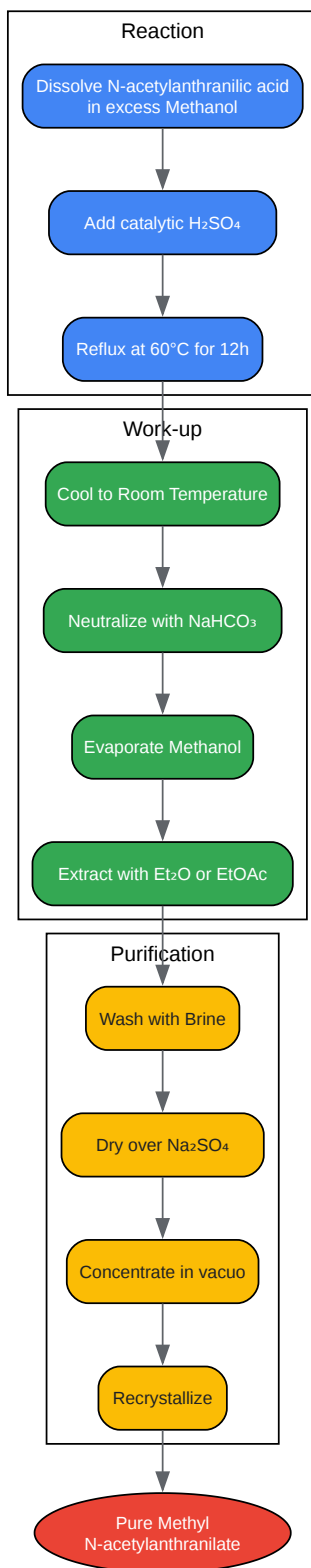 Reaction
Dissolve N-acetylanthranilic acid
in excess Methanol
Add catalytic H₂SO₄
Reflux at 60°C for 12h
Work-up
Cool to Room Temperature
Neutralize with NaHCO₃
Evaporate Methanol
Extract with Et₂O or EtOAc
Purification
Wash with Brine
Dry over Na₂SO₄
Concentrate in vacuo
Recrystallize
Pure Methyl
N-acetylanthranilate